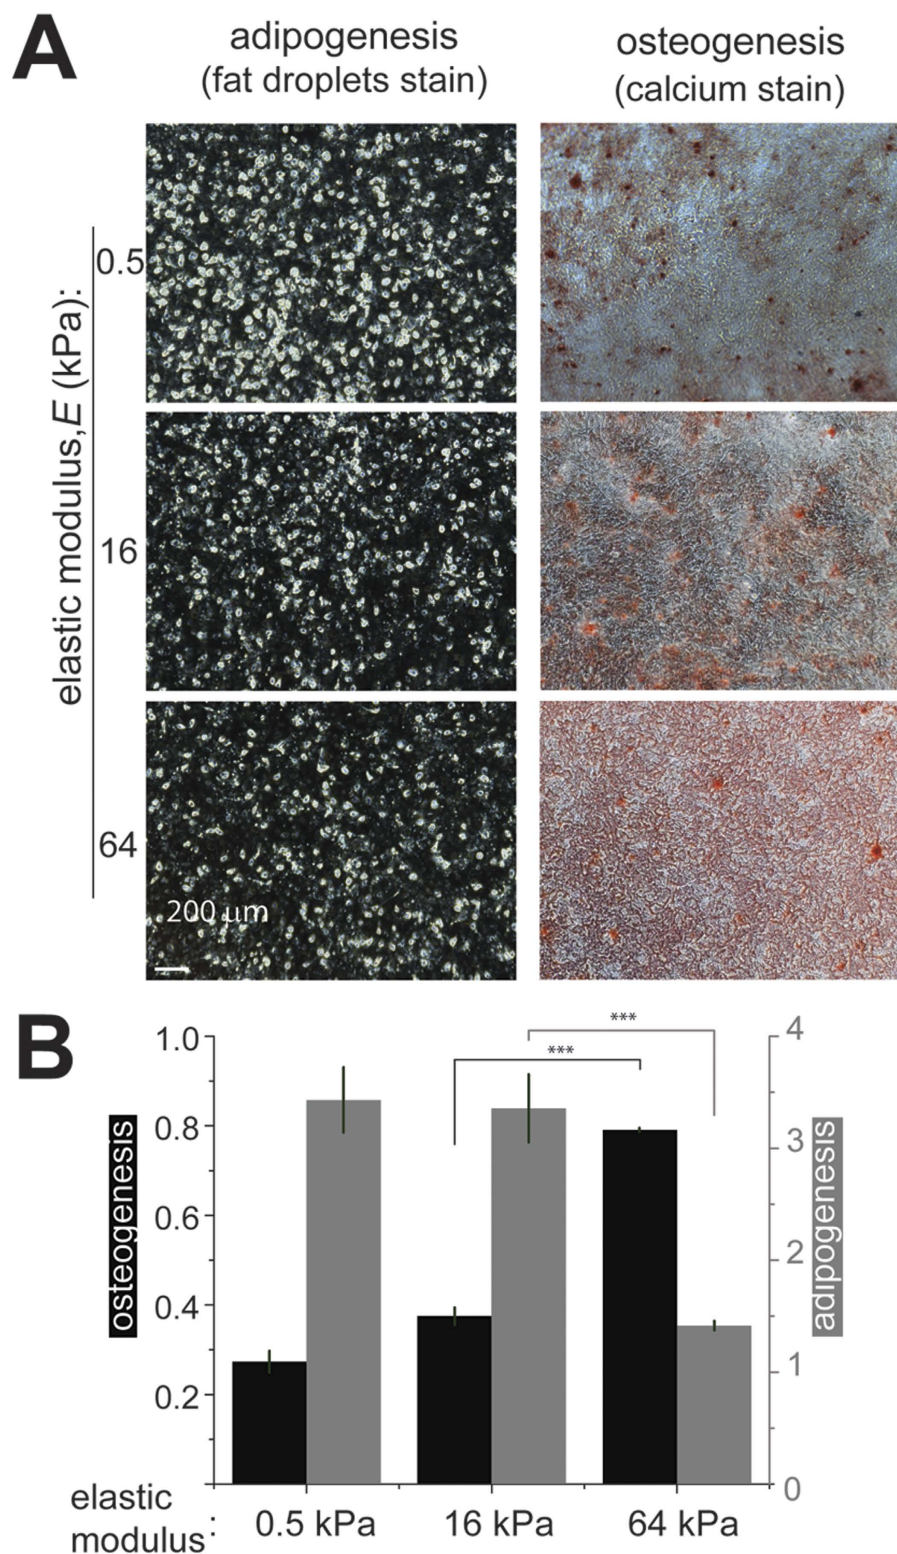 A
adipogenesis
(fat droplets stain)
osteogenesis
(calcium stain)
elastic modulus,E (kPa):
0.5
16
64
200 µm
B
osteogenesis
1.0
0.8
0.6
0.4
0.2
***
***
4
3
2
1
0
adipogenesis
elastic
modulus:
0.5 kPa
16 kPa
64 kPa